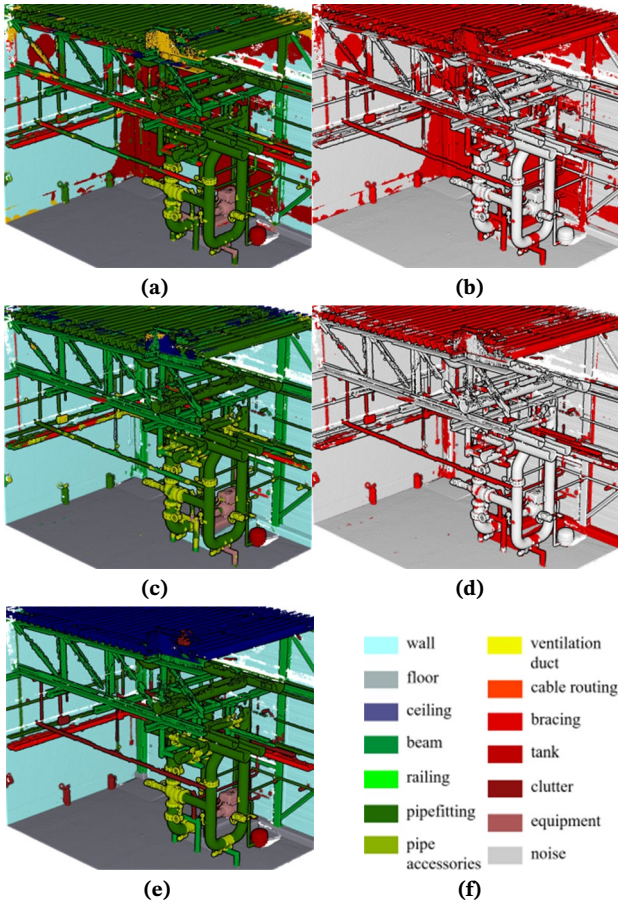 (a)
(b)
(c)
(d)
wall
floor
ceiling
beam
railing
pipefitting
pipe
accessories
ventilation
duct
cable routing
bracing
tank
clutter
equipment
noise
(e)
(f)